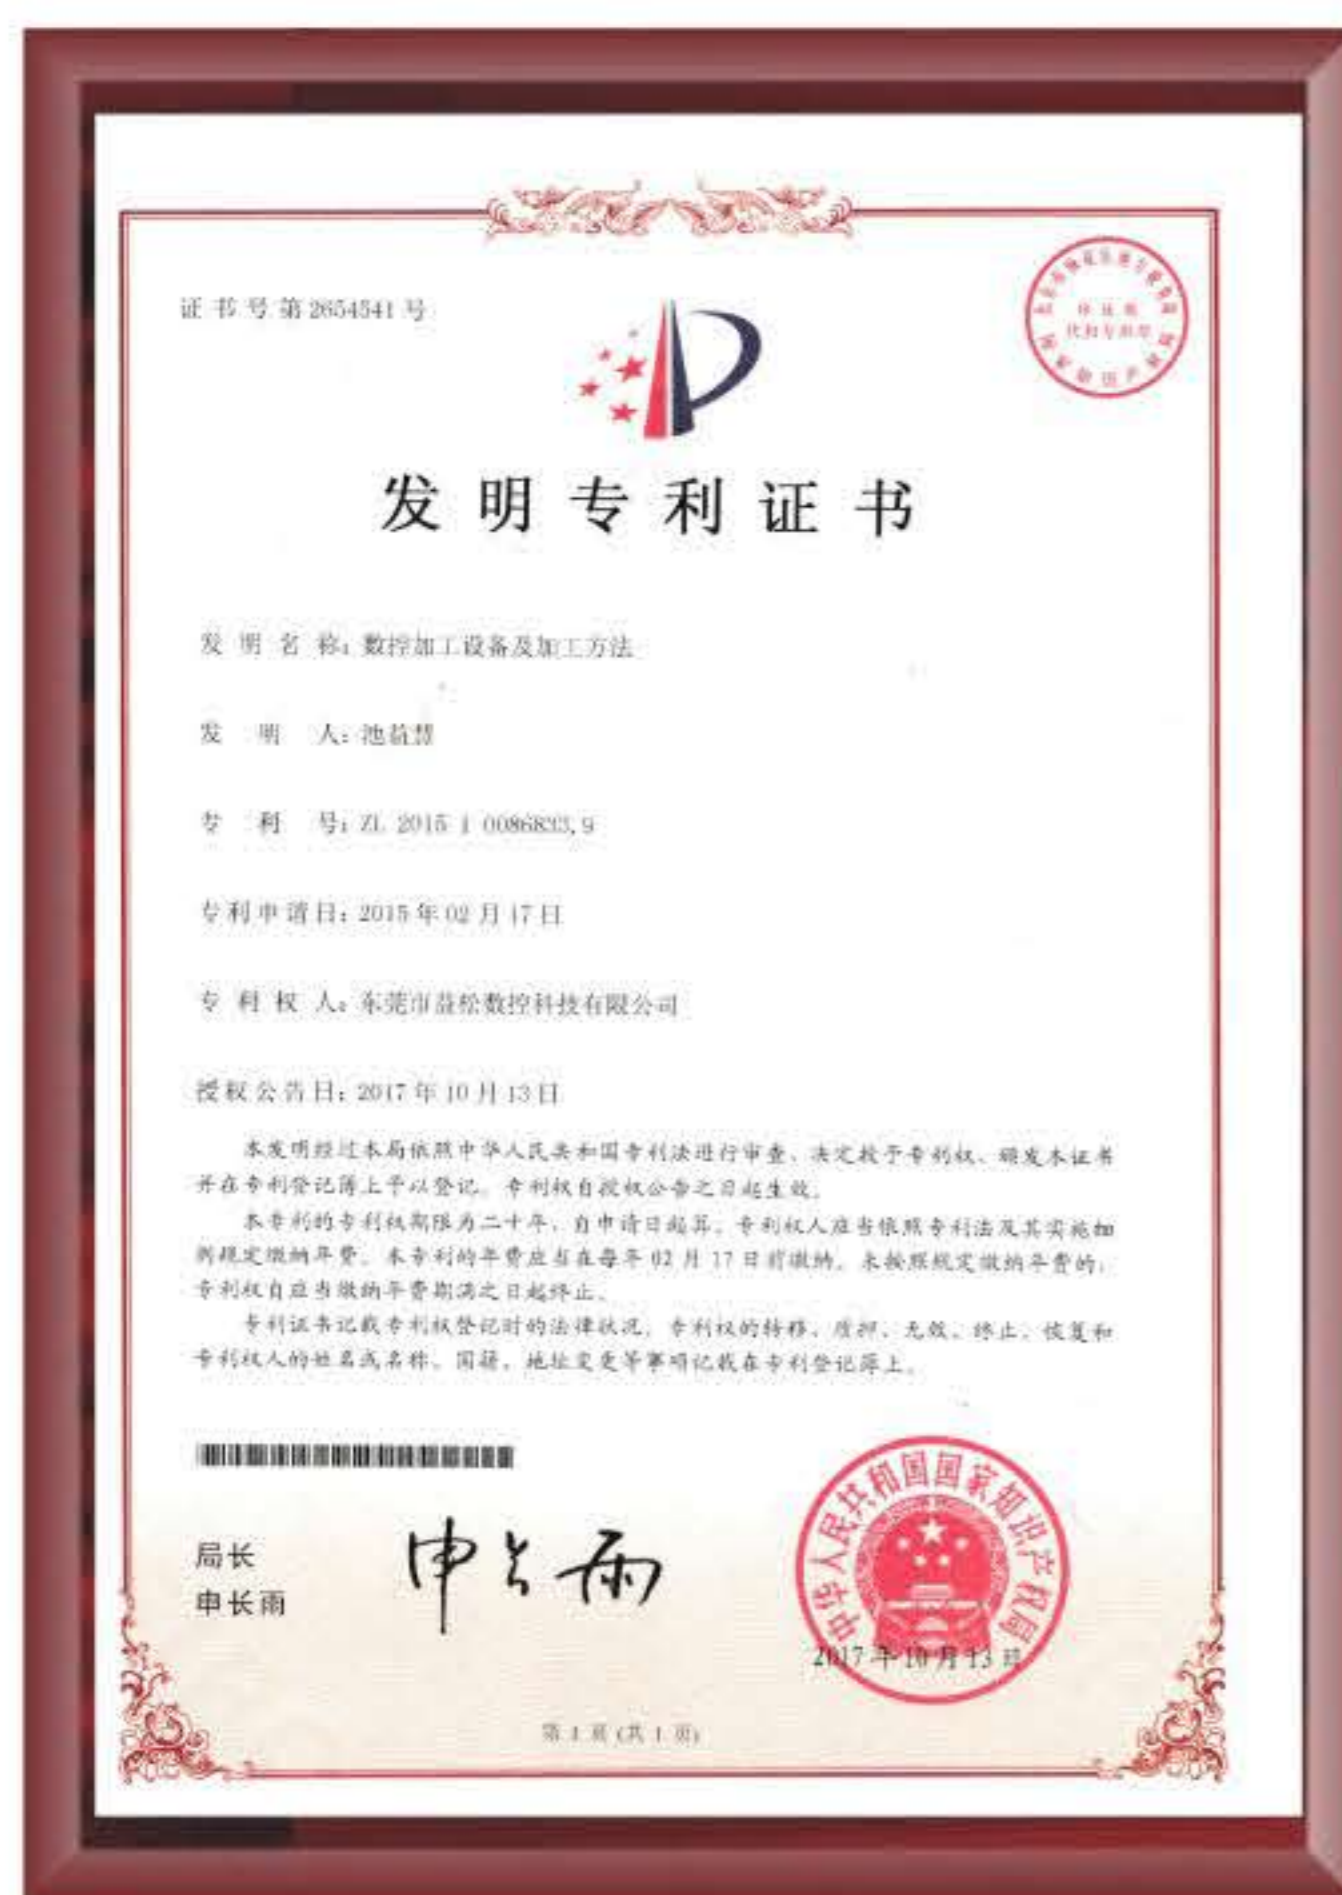 证书号第2654541号
发明专利证书
发明名称：数控加工设备及加工方法
发明人：池益慧
专利号：ZL 2015 1 0086833.9
专利申请日：2015年02月17日
专利权人：东莞市益松数控科技有限公司
授权公告日：2017年10月13日
本发明经过本局依照中华人民共和国专利法进行审查、决定授予专利权、颁发本证书
并在专利登记簿上予以登记。专利权自授权公告之日起生效。
本专利的专利权期限为二十年，自申请日起算。专利权人应当依照专利法及其实施细
则规定缴纳年费。本专利的年费应当在每年02月17日前缴纳。未按照规定缴纳年费的，
专利权自应当缴纳年费期满之日起终止。
专利证书记载专利权登记时的法律状况。专利权的转移、质押、无效、终止、恢复和
专利权人的姓名或名称、国籍、地址变更等事项记载在专利登记簿上。
局长
申长雨
申长雨
中华人民共和国国家知识产权局
2017年10月13日
第1页(共1页)